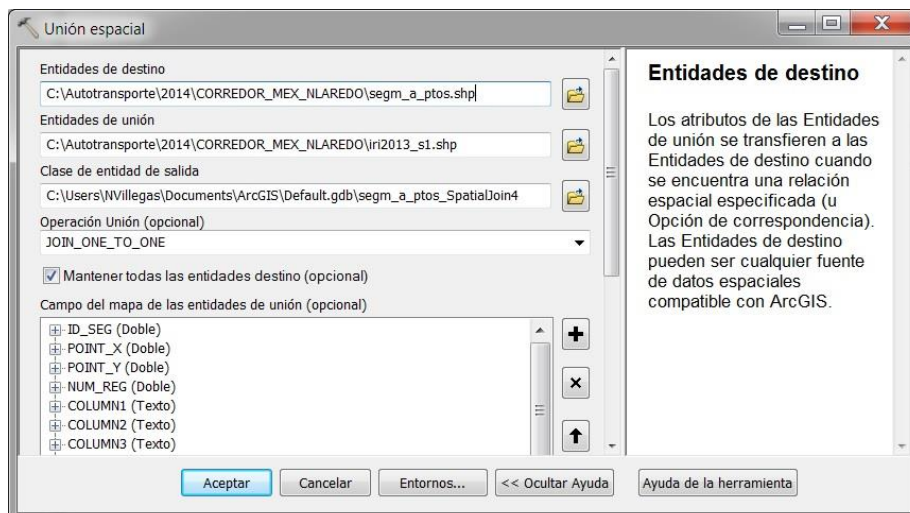 Unión espacial
Entidades de destino
C:\Autotransporte\2014\CORREDOR_MEX_NLAREDO\segm_a_ptos.shp
Entidades de unión
C:\Autotransporte\2014\CORREDOR_MEX_NLAREDO\iri2013_s1.shp
Clase de entidad de salida
C:\Users\NVillegas\Documents\ArcGIS\Default.gdb\segm_a_ptos_SpatialJoin4
Operación Unión (opcional)
JOIN_ONE_TO_ONE
Mantener todas las entidades destino (opcional)
Campo del mapa de las entidades de unión (opcional)
ID_SEG (Doble)
POINT_X (Doble)
POINT_Y (Doble)
NUM_REG (Doble)
COLUMN1 (Texto)
COLUMN2 (Texto)
COLUMN3 (Texto)
Entidades de destino
Los atributos de las Entidades
de unión se transfieren a las
Entidades de destino cuando
se encuentra una relación
espacial especificada (u
Opción de correspondencia).
Las Entidades de destino
pueden ser cualquier fuente
de datos espaciales
compatible con ArcGIS.
Aceptar
Cancelar
Entornos...
<< Ocultar Ayuda
Ayuda de la herramienta